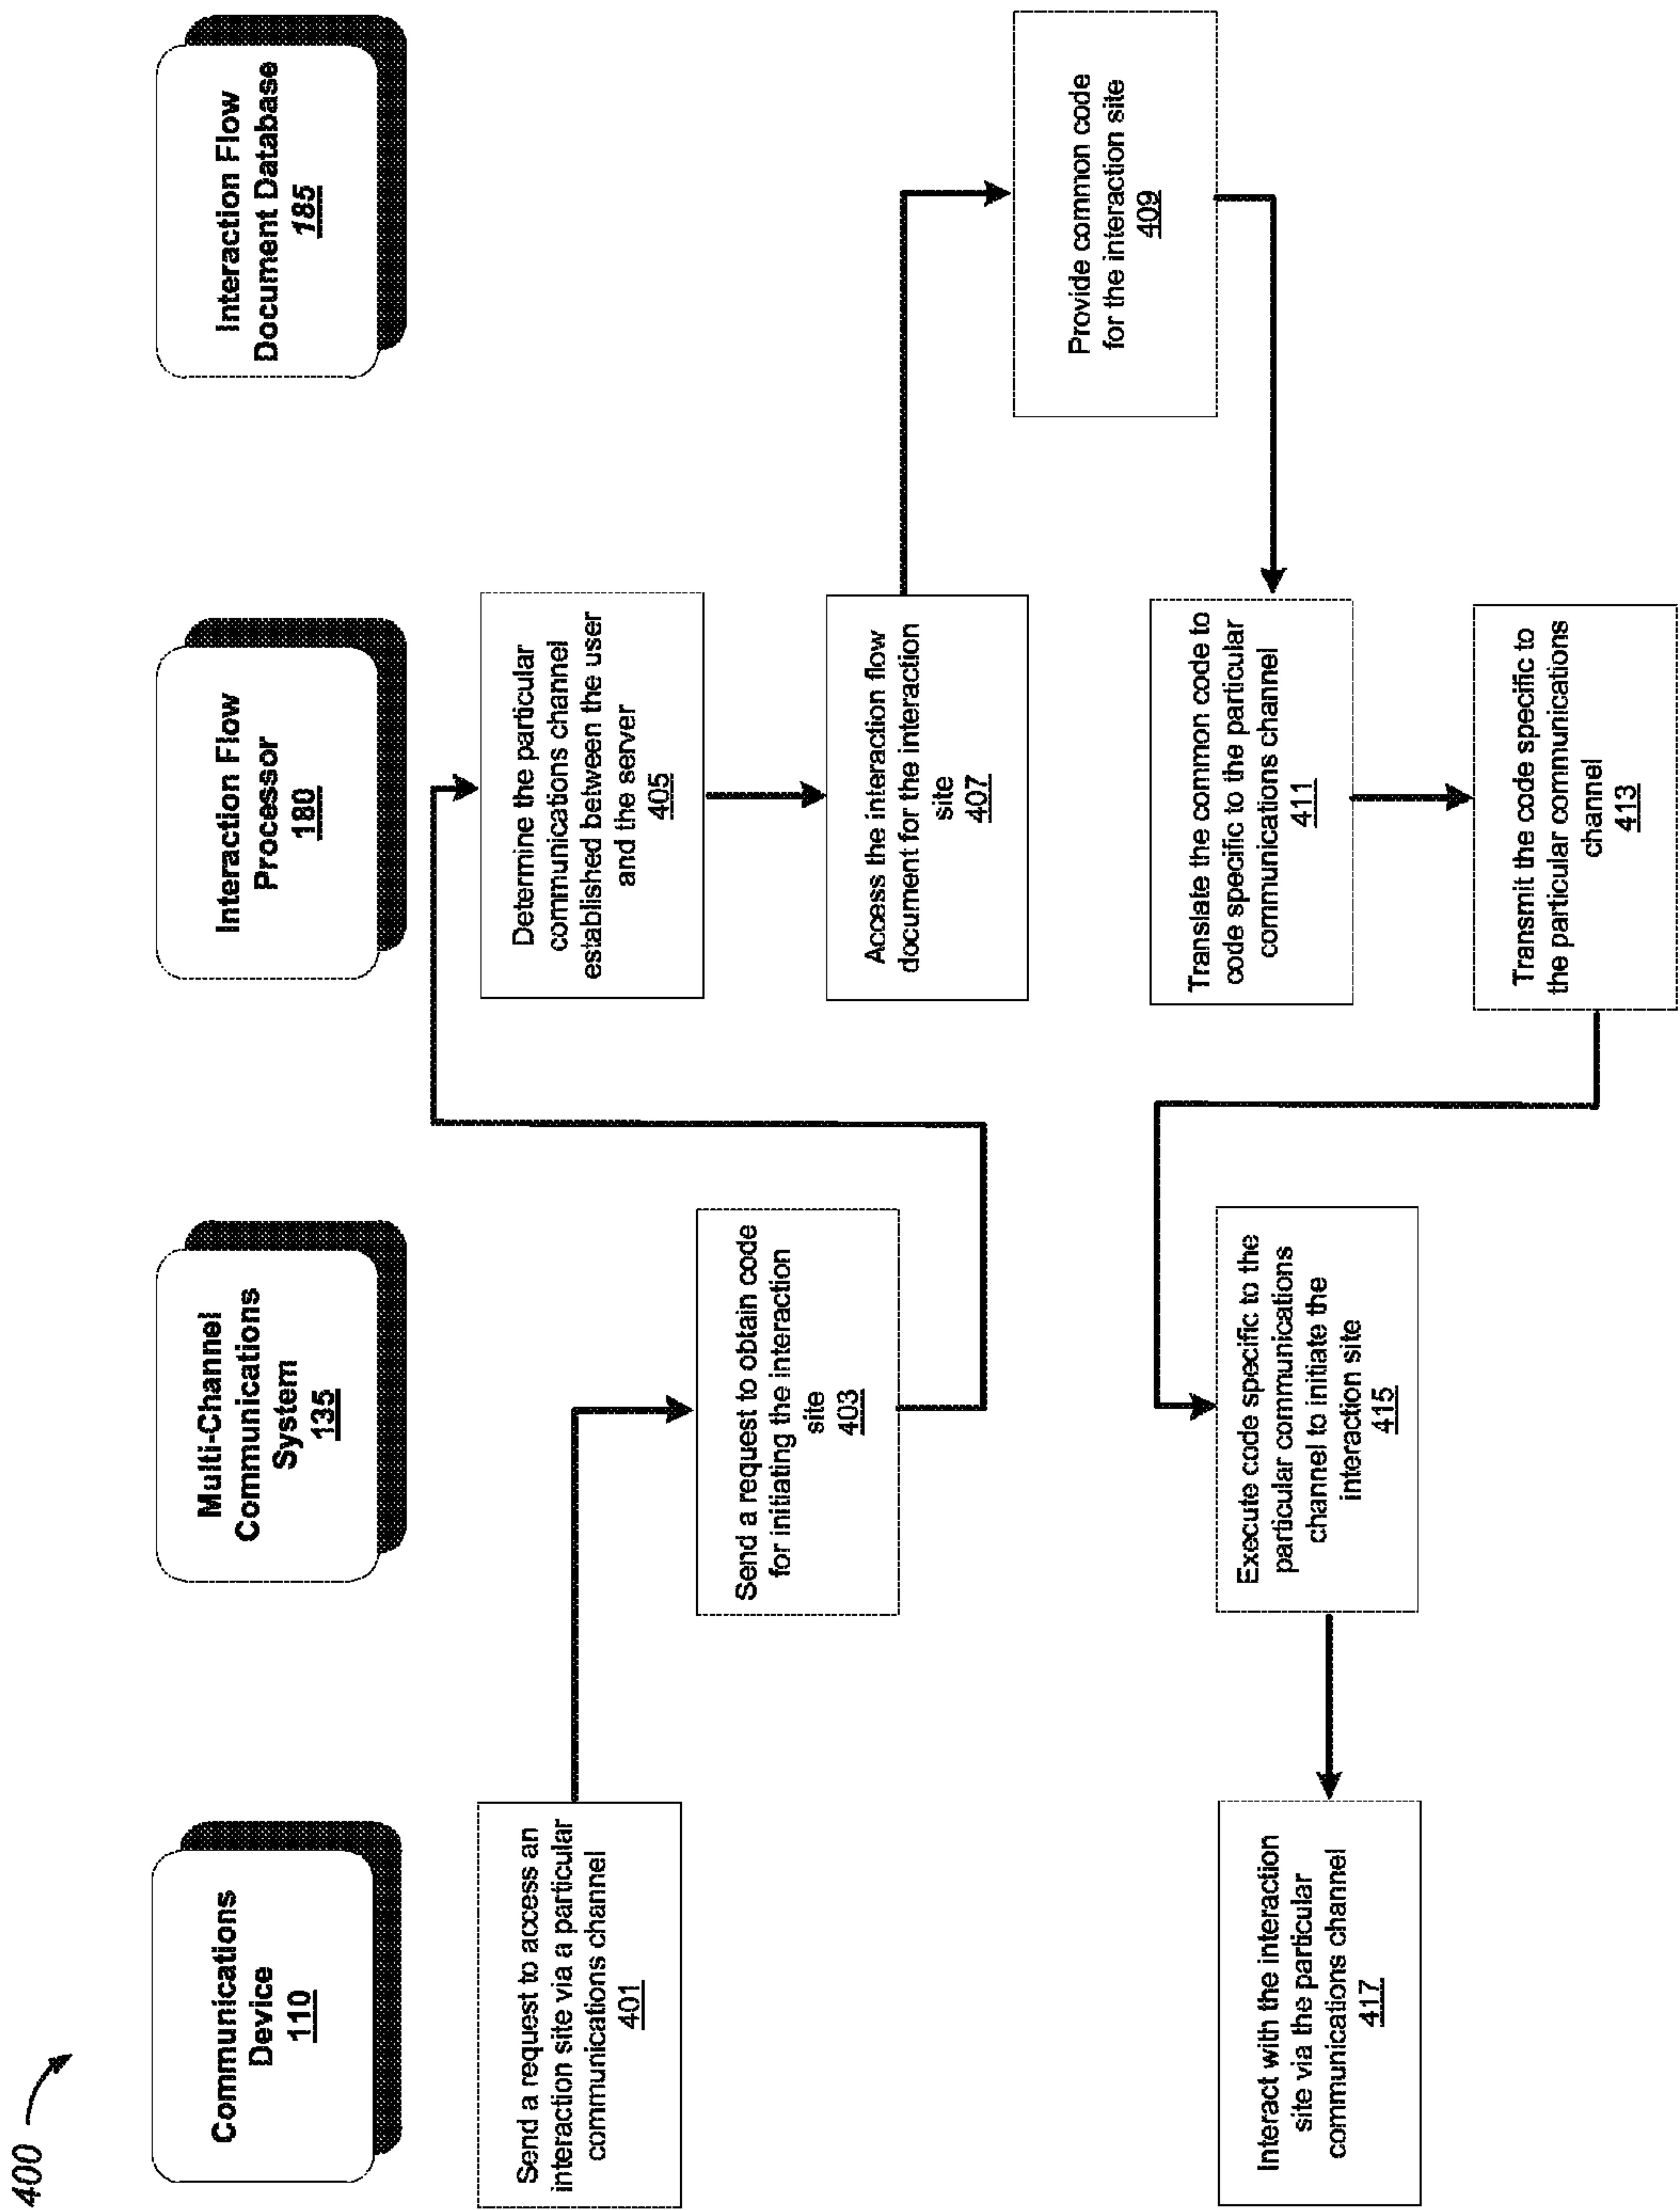 400
Communications
Device
110
Multi-Channel
Communications
System
135
Interaction Flow
Processor
180
Interaction Flow
Document Database
185
Send a request to access an
interaction site via a particular
communications channel
401
Send a request to obtain code
for initiating the interaction
site
403
Determine the particular
communications channel
established between the user
and the server
405
Access the interaction flow
document for the interaction
site
407
Provide common code
for the interaction site
409
Translate the common code to
code specific to the particular
communications channel
411
Transmit the code specific to
the particular communications
channel
413
Execute code specific to the
particular communications
channel to initiate the
interaction site
415
Interact with the interaction
site via the particular
communications channel
417